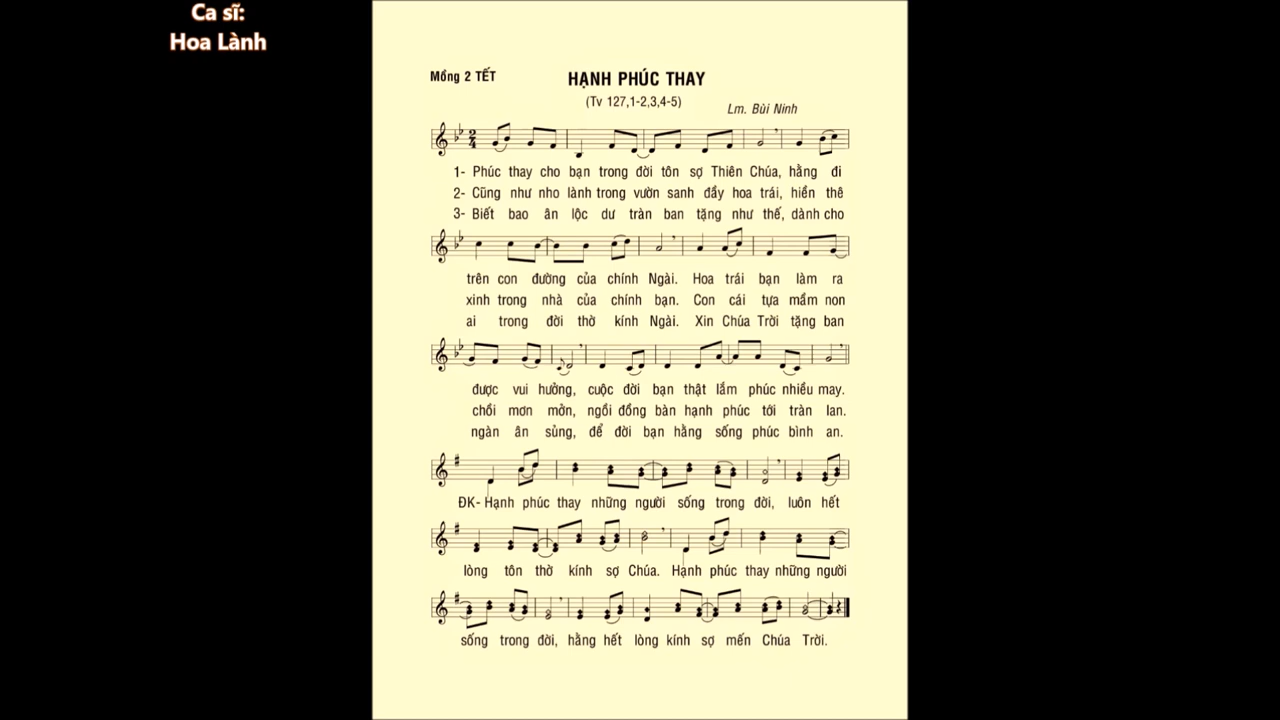 Ca sĩ:
Hoa Lành
Mồng 2 TẾT
HẠNH PHÚC THAY
(Tv 127,1-2,3,4-5)
Lm. Bùi Ninh
1- Phúc thay cho bạn trong đời tôn sợ Thiên Chúa, hằng đi
2- Cũng như nho lành trong vườn sanh đầy hoa trái, hiền thê
3- Biết bao ân lộc dư tràn ban tặng như thế, dành cho
trên con đường của chính Ngài. Hoa trái bạn làm ra
xinh trong nhà của chính bạn. Con cái tựa mầm non
ai trong đời thờ kính Ngài. Xin Chúa Trời tặng ban
được vui hưởng, cuộc đời bạn thật lắm phúc nhiều may.
chồi mơn mởn, ngồi đồng bàn hạnh phúc tới tràn lan.
ngàn ân sủng, để đời bạn hằng sống phúc bình an.
ĐK- Hạnh phúc thay những người sống trong đời, luôn hết
lòng tôn thờ kính sợ Chúa. Hạnh phúc thay những người
sống trong đời, hằng hết lòng kính sợ mến Chúa Trời.